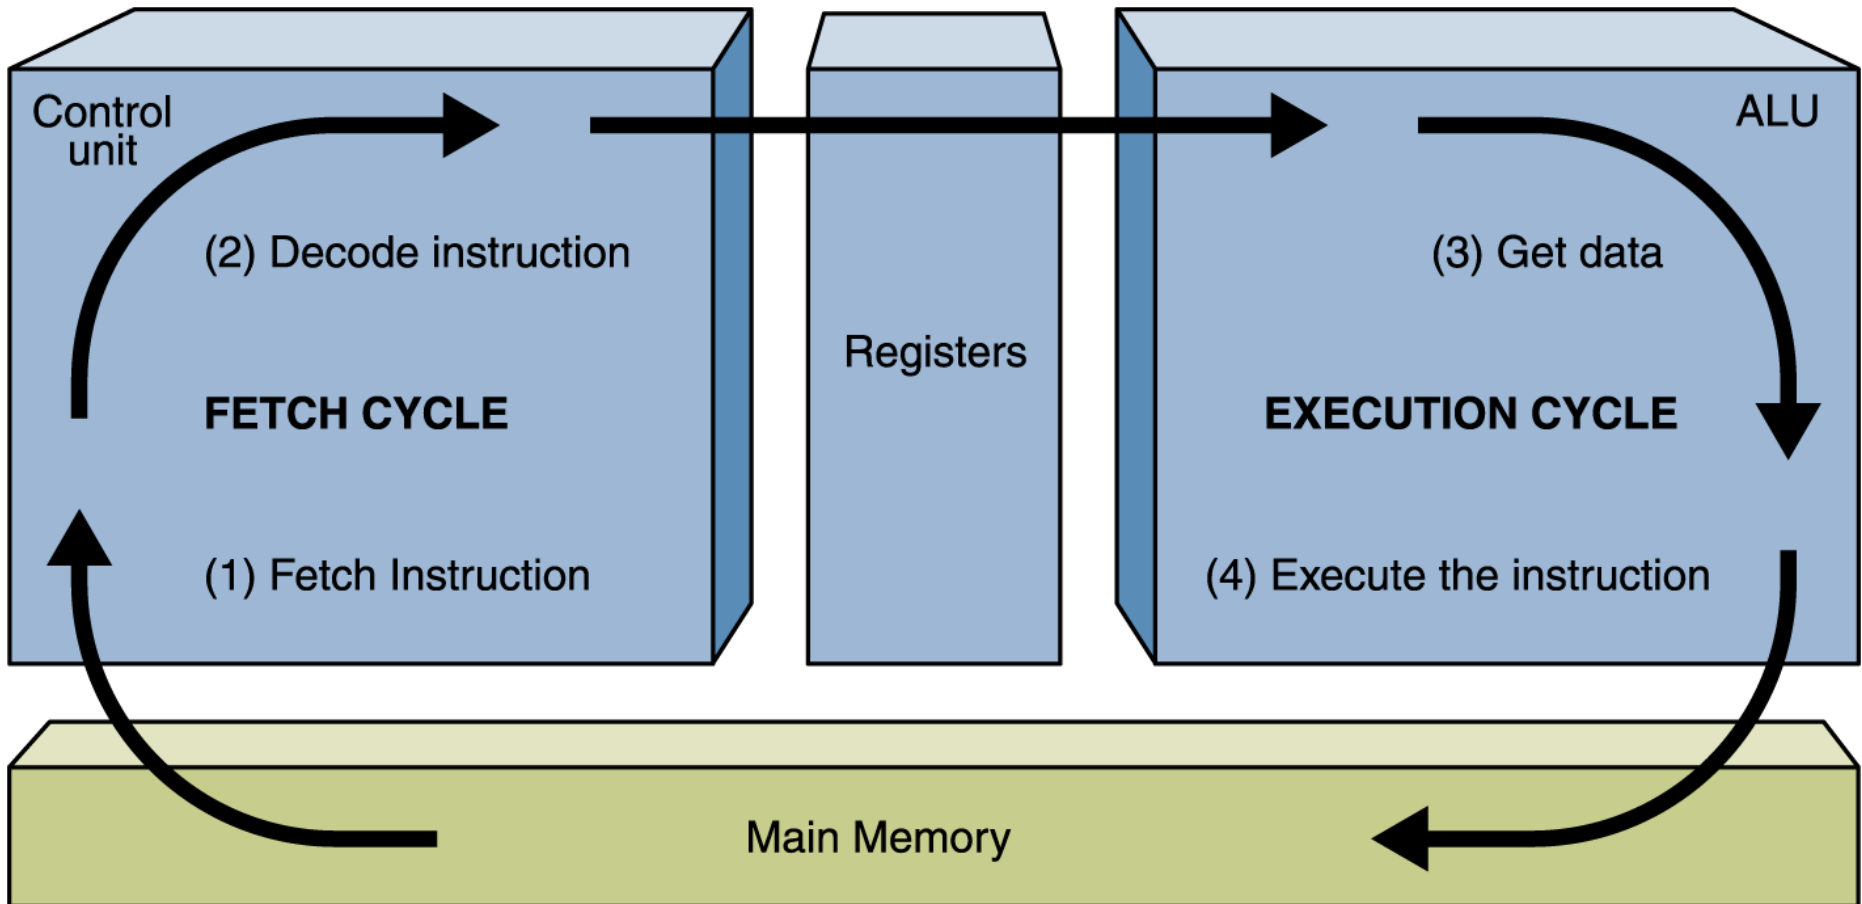 Control
unit
ALU
(2) Decode instruction
(3) Get data
Registers
FETCH CYCLE
EXECUTION CYCLE
(1) Fetch Instruction
(4) Execute the instruction
Main Memory